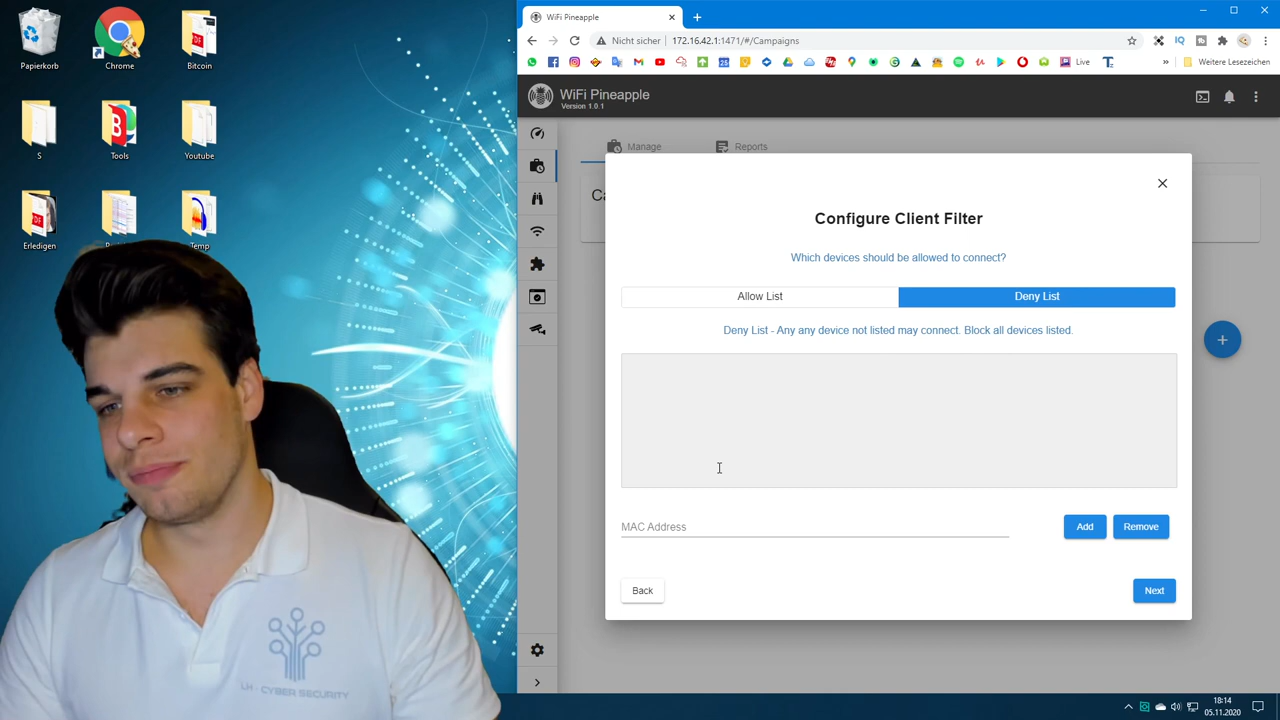 Papierkorb
Chrome
Bitcoin
S
Tools
Youtube
Erledigen
Temp
WiFi Pineapple
Nicht sicher
172.16.42.1:1471/#/Campaigns
Live
Weitere Lesezeichen
WiFi Pineapple
Version 1.0.1
Manage
Reports
Configure Client Filter
Which devices should be allowed to connect?
Allow List
Deny List
Deny List - Any any device not listed may connect. Block all devices listed.
MAC Address
Add
Remove
Back
Next
LH - CYBER SECURITY
18:14
05.11.2020